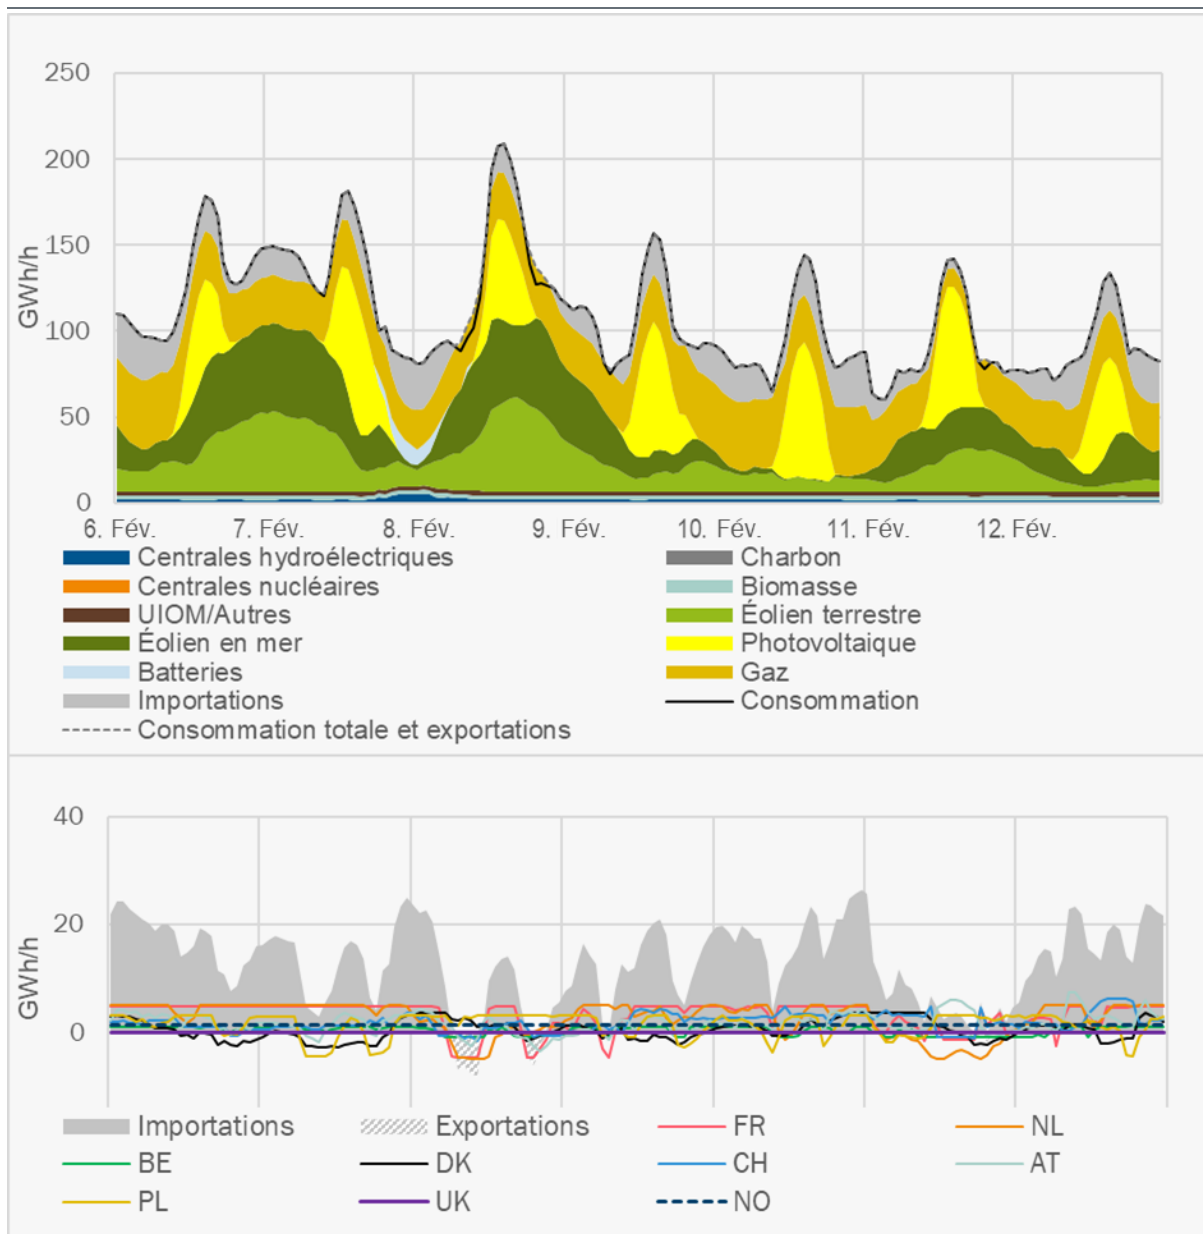 250
200
150
100
50
0
GWh/h
6. Fév. 7. Fév. 8. Fév. 9. Fév. 10. Fév. 11. Fév. 12. Fév.
Centrales hydroélectriques Charbon
Centrales nucléaires Biomasse
UIOM/Autres Éolien terrestre
Éolien en mer Photovoltaique
Batteries Gaz
Importations Consommation
Consommation totale et exportations
40
20
0
GWh/h
Importations Exportations FR NL
BE DK CH AT
PL UK NO